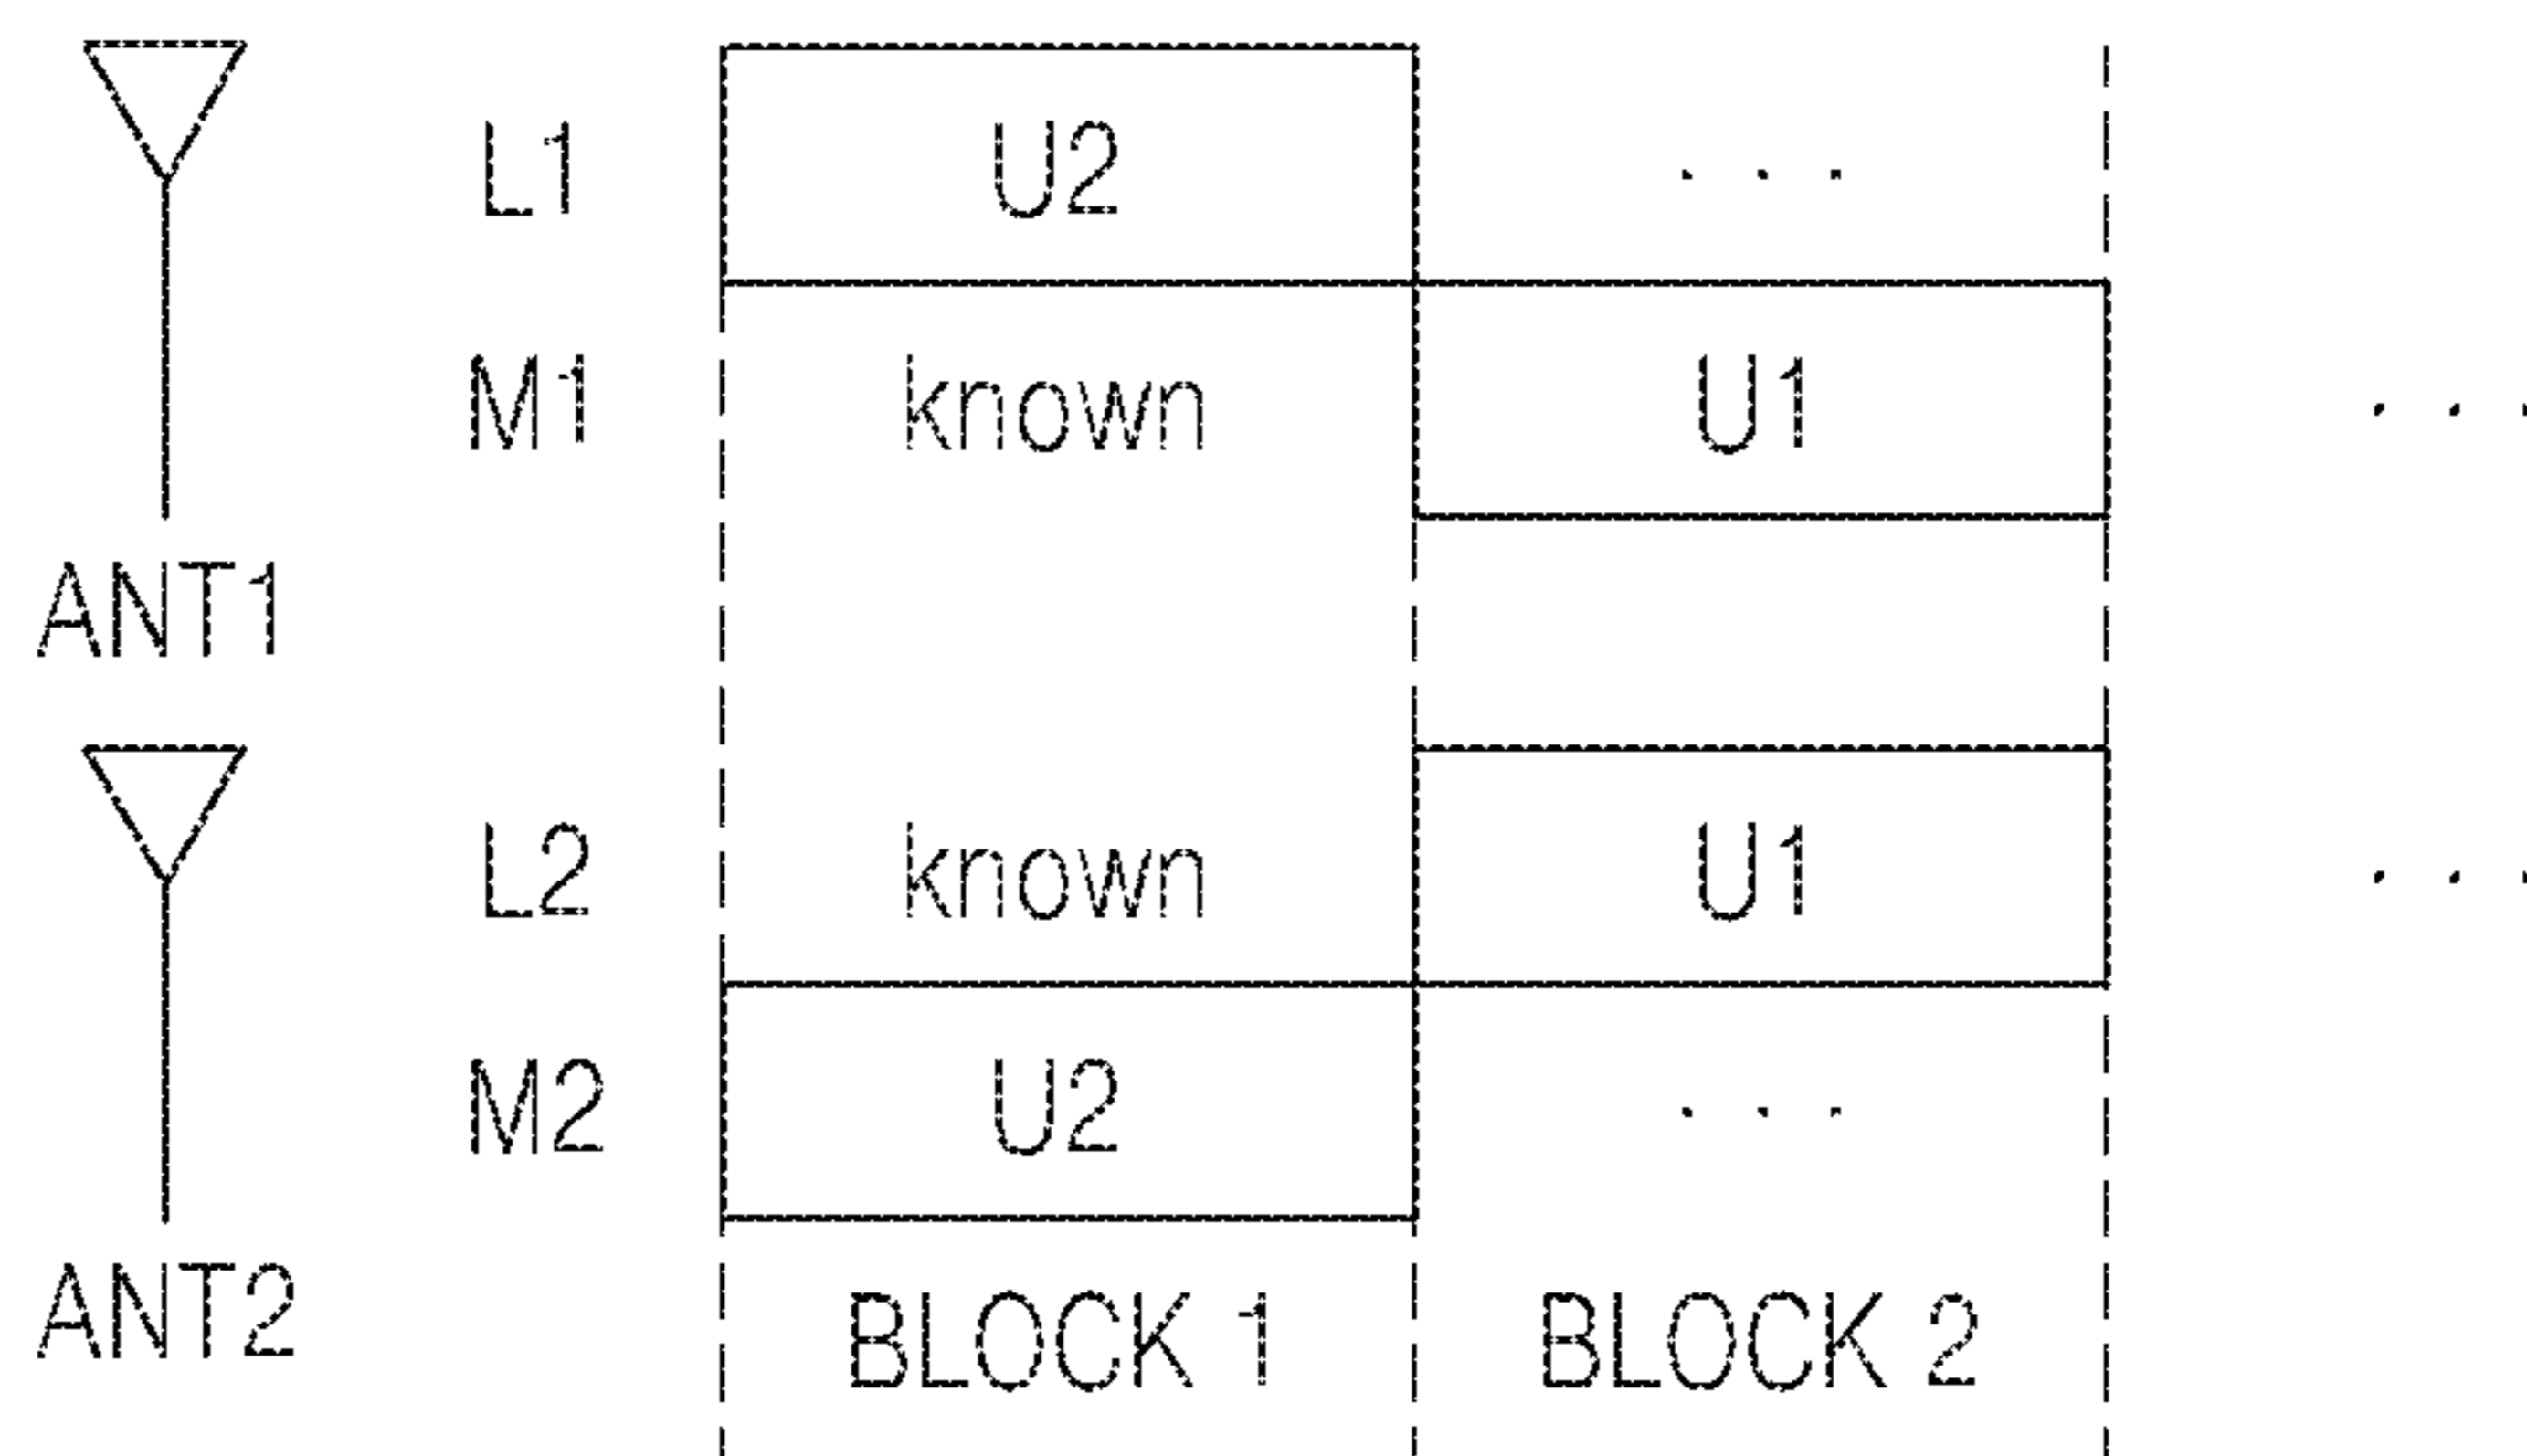 L1 U2 . . .
M1 known U1 . . .
ANT1
L2 known U1 . . .
M2 U2 . . .
ANT2 BLOCK 1 BLOCK 2